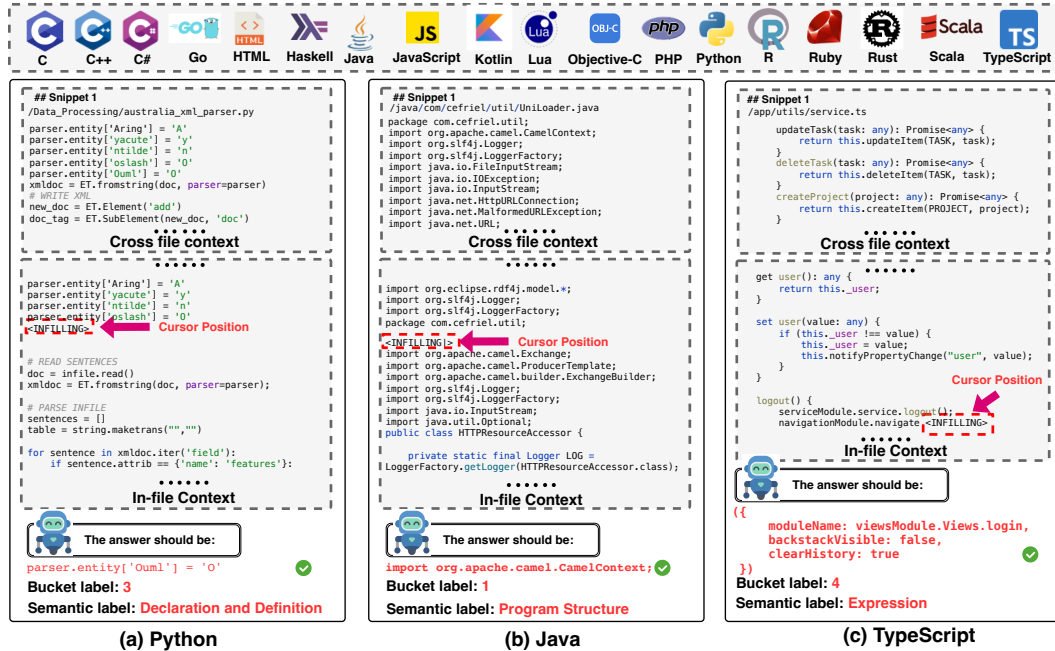 C
C++
C#
GO
Go
HTML
HTML
Haskell
Java
Java
JS
JavaScript
Kotlin
Lua
Lua
OBJ-C
Objective-C
php
PHP
Python
R
R
Ruby
Rust
Scala
Scala
TS
TypeScript
## Snippet 1
/Data_Processing/australia_xml_parser.py
parser.entity['Aring'] = 'A'
parser.entity['yacute'] = 'y'
parser.entity['ntilde'] = 'n'
parser.entity['oslash'] = 'O'
parser.entity['Ouml'] = 'O'
xmldoc = ET.fromstring(doc, parser=parser)
# WRITE XML
new_doc = ET.Element('add')
doc_tag = ET.SubElement(new_doc, 'doc')
Cross file context
parser.entity['Aring'] = 'A'
parser.entity['yacute'] = 'y'
parser.entity['ntilde'] = 'n'
parser.entity['oslash'] = 'O'
<INFILLING>
Cursor Position
# READ SENTENCES
doc = infile.read()
xmldoc = ET.fromstring(doc, parser=parser);
# PARSE INFILE
sentences = []
table = string.maketrans("","")
for sentence in xmldoc.iter('field'):
if sentence.attrib == {'name': 'features'}:
In-file Context
The answer should be:
parser.entity['Ouml'] = 'O'
Bucket label: 3
Semantic label: Declaration and Definition
(a) Python
## Snippet 1
/java/com/cefriel/util/UniLoader.java
package com.cefriel.util;
import org.apache.camel.CamelContext;
import org.slf4j.Logger;
import org.slf4j.LoggerFactory;
import java.io.FileInputStream;
import java.io.IOException;
import java.io.InputStream;
import java.net.HttpURLConnection;
import java.net.MalformedURLException;
import java.net.URL;
Cross file context
import org.eclipse.rdf4j.model.*;
import org.slf4j.Logger;
import org.slf4j.LoggerFactory;
package com.cefriel.util;
<INFILLING|>
Cursor Position
import org.apache.camel.Exchange;
import org.apache.camel.ProducerTemplate;
import org.apache.camel.builder.ExchangeBuilder;
import org.slf4j.Logger;
import org.slf4j.LoggerFactory;
import java.io.InputStream;
import java.util.Optional;
public class HTTPResourceAccessor {
private static final Logger LOG =
LoggerFactory.getLogger(HTTPResourceAccessor.class);
In-file Context
The answer should be:
import org.apache.camel.CamelContext;
Bucket label: 1
Semantic label: Program Structure
(b) Java
## Snippet 1
/app/utils/service.ts
updateTask(task: any): Promise<any> {
return this.updateItem(TASK, task);
}
deleteTask(task: any): Promise<any> {
return this.deleteItem(TASK, task);
}
createProject(project: any): Promise<any> {
return this.createItem(PROJECT, project);
}
Cross file context
get user(): any {
return this._user;
}
set user(value: any) {
if (this._user !== value) {
this._user = value;
this.notifyPropertyChange("user", value);
}
}
Cursor Position
logout() {
serviceModule.service.logout();
navigationModule.navigate <INFILLING>
In-file Context
The answer should be:
({
moduleName: viewsModule.Views.login,
backstackVisible: false,
clearHistory: true
})
Bucket label: 4
Semantic label: Expression
(c) TypeScript